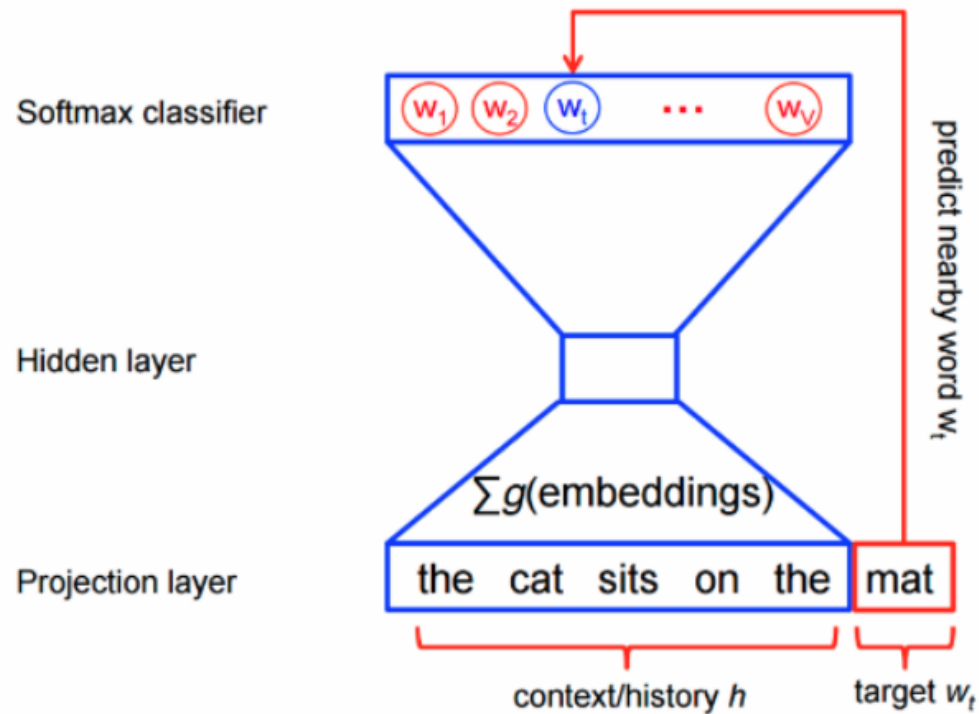 Softmax classifier
w1 w2 wt ... wV
predict nearby word wt
Hidden layer
∑g(embeddings)
Projection layer
the cat sits on the mat
context/history h
target wt